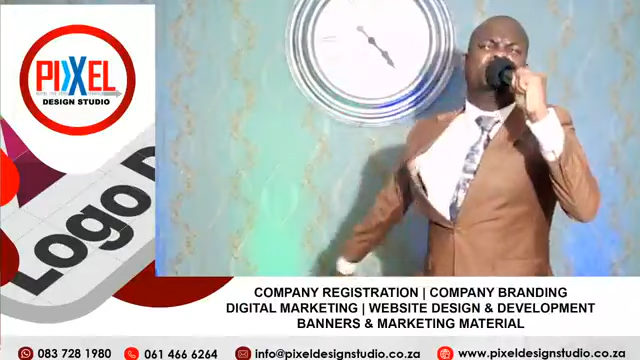 PIXEL
DESIGN STUDIO
Logo D
COMPANY REGISTRATION | COMPANY BRANDING
DIGITAL MARKETING | WEBSITE DESIGN & DEVELOPMENT
BANNERS & MARKETING MATERIAL
083 728 1980 061 466 6264 info@pixeldesignstudio.co.za www.pixeldesignstudio.co.za